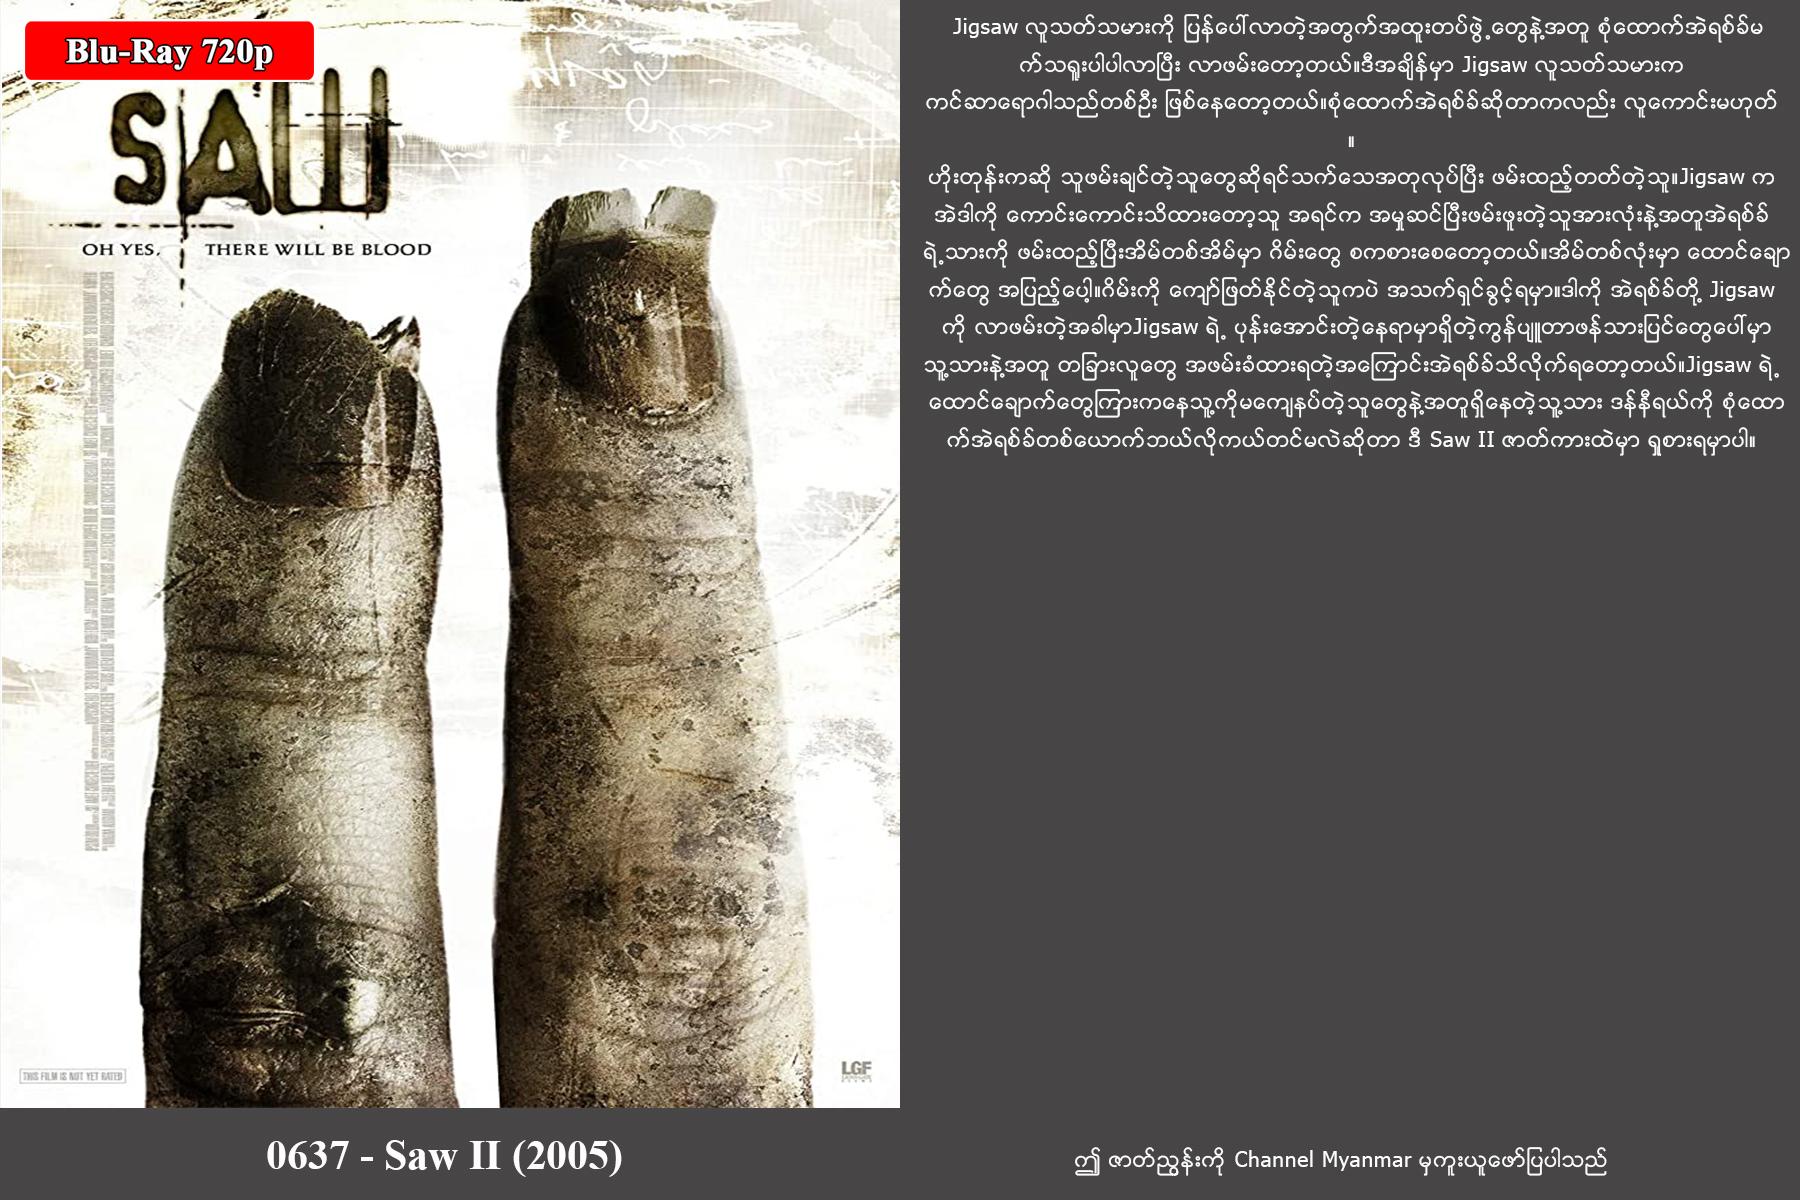 Blu-Ray 720p
SAW
OH YES, THERE WILL BE BLOOD
THIS FILM IS NOT YET RATED
LGF
0637 - Saw II (2005)
Jigsaw လူသတ်သမားကို ပြန်ပေါ်လာတဲ့အတွက်အထူးတပ်ဖွဲ့တွေနဲ့အတူ စုံထောက်အဲရစ်ခ်မ
က်သရူးပါပါလာပြီး လာဖမ်းတော့တယ်။ဒီအချိန်မှာ Jigsaw လူသတ်သမားက
ကင်ဆာရောဂါသည်တစ်ဦး ဖြစ်နေတော့တယ်။စုံထောက်အဲရစ်ခ်ဆိုတာကလည်း လူကောင်းမဟုတ်
။
ဟိုးတုန်းကဆို သူဖမ်းချင်တဲ့သူတွေဆိုရင်သက်သေအတုလုပ်ပြီး ဖမ်းထည့်တတ်တဲ့သူ။Jigsaw က
အဲဒါကို ကောင်းကောင်းသိထားတော့သူ အရင်က အမှုဆင်ပြီးဖမ်းဖူးတဲ့သူအားလုံးနဲ့အတူအဲရစ်ခ်
ရဲ့သားကို ဖမ်းထည့်ပြီးအိမ်တစ်အိမ်မှာ ဂိမ်းတွေ စကစားစေတော့တယ်။အိမ်တစ်လုံးမှာ ထောင်ချော
က်တွေ အပြည့်ပေါ့။ဂိမ်းကို ကျော်ဖြတ်နိုင်တဲ့သူကပဲ အသက်ရှင်ခွင့်ရမှာ။ဒါကို အဲရစ်ခ်တို့ Jigsaw
ကို လာဖမ်းတဲ့အခါမှာJigsaw ရဲ့ ပုန်းအောင်းတဲ့နေရာမှာရှိတဲ့ကွန်ပျူတာဖန်သားပြင်တွေပေါ်မှာ
သူ့သားနဲ့အတူ တခြားလူတွေ အဖမ်းခံထားရတဲ့အကြောင်းအဲရစ်ခ်သိလိုက်ရတော့တယ်။Jigsaw ရဲ့
ထောင်ချောက်တွေကြားကနေသူ့ကိုမကျေနပ်တဲ့သူတွေနဲ့အတူရှိနေတဲ့သူ့သား ဒန်နီရယ်ကို စုံထော
က်အဲရစ်ခ်တစ်ယောက်ဘယ်လိုကယ်တင်မလဲဆိုတာ ဒီ Saw II ဇာတ်ကားထဲမှာ ရှုစားရမှာပါ။
ဤ ဇာတ်ညွှန်းကို Channel Myanmar မှကူးယူဖော်ပြပါသည်